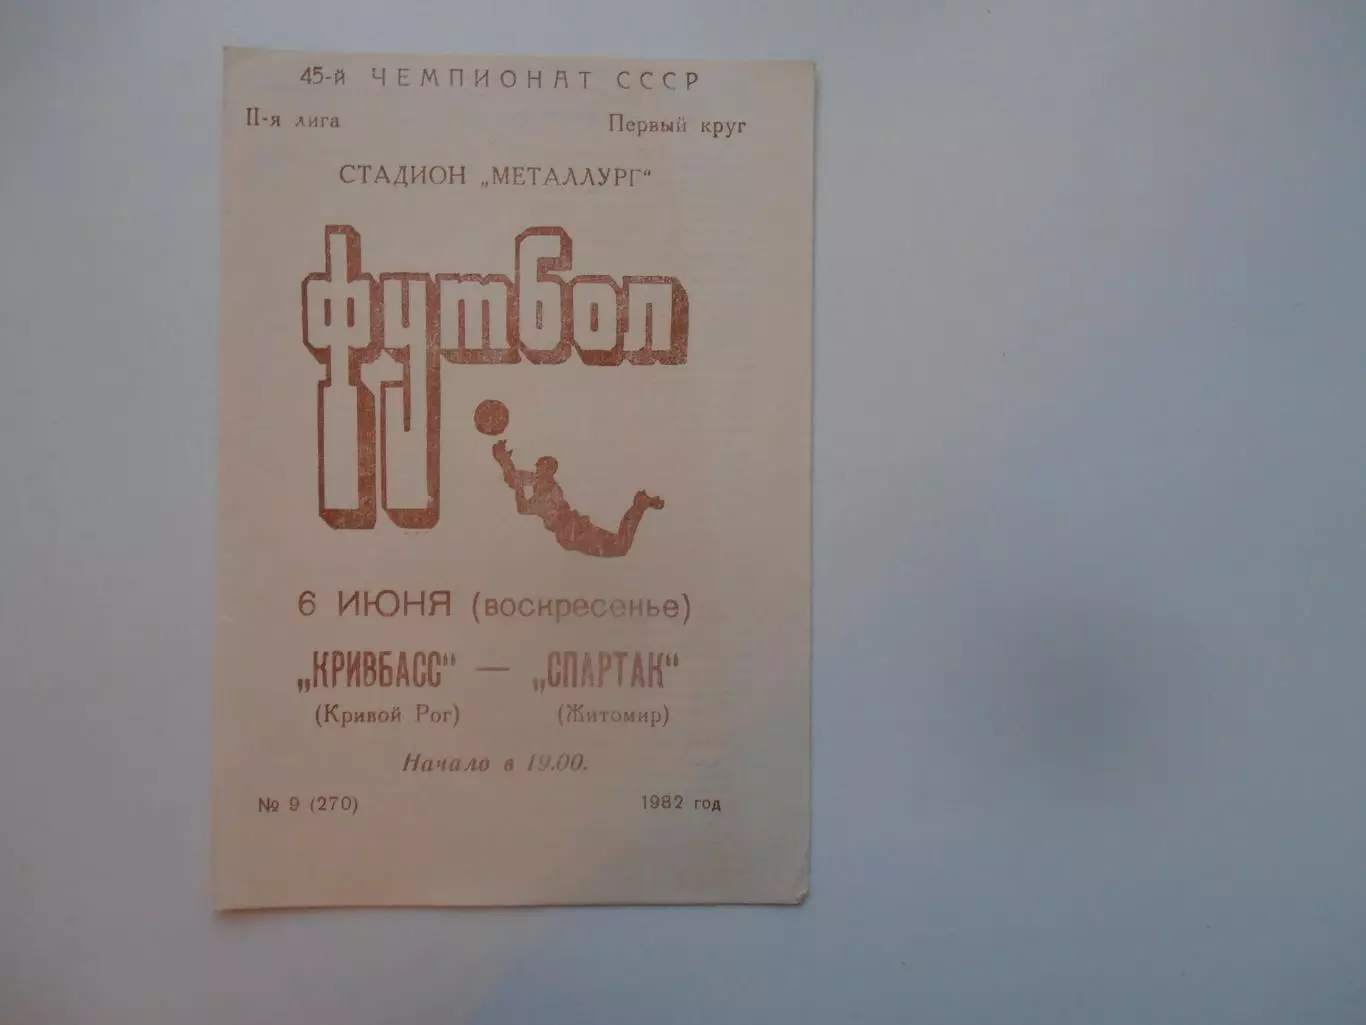 45-й ЧЕМПИОНАТ СССР
II-я лига Первый круг
СТАДИОН „МЕТАЛЛУРГ“
футбол
6 ИЮНЯ (воскресенье)
„КРИВБАСС“ — „СПАРТАК“
(Кривой Рог) (Житомир)
Начало в 19.00.
№ 9 (270) 1982 год